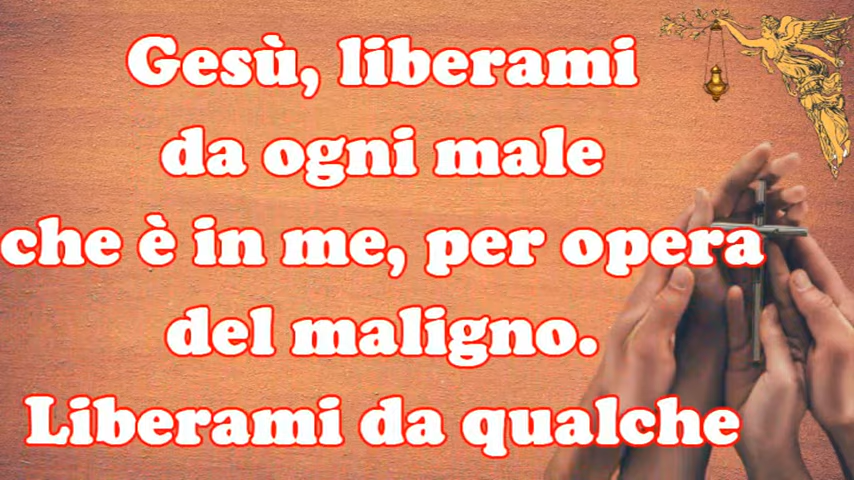 Gesù, liberami
da ogni male
che è in me, per opera
del maligno.
Liberami da qualche